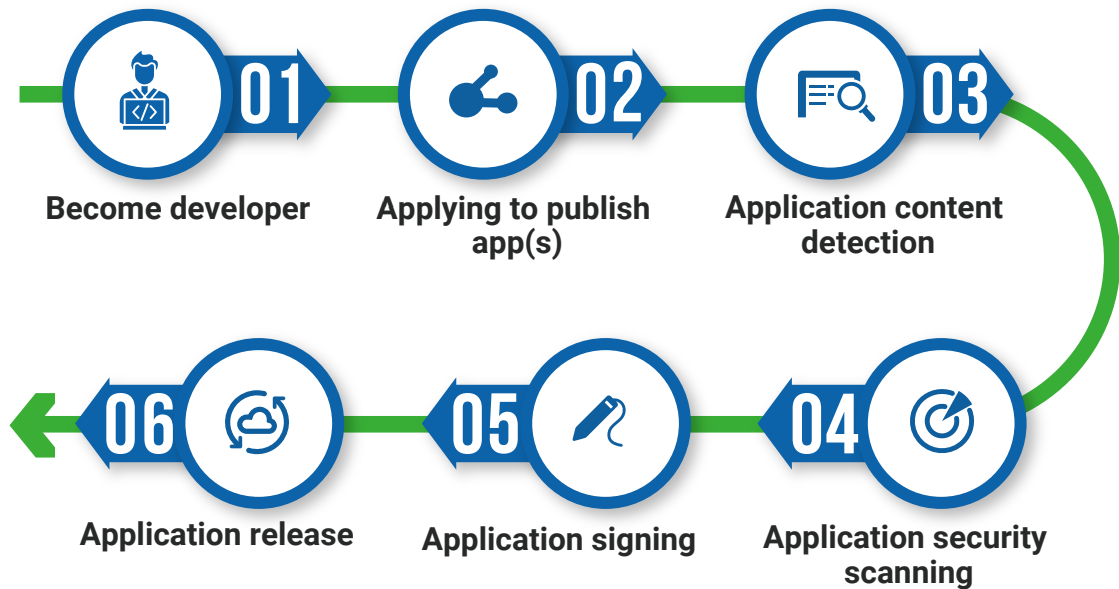 01
Become developer
02
Applying to publish
app(s)
03
Application content
detection
04
Application security
scanning
05
Application signing
06
Application release